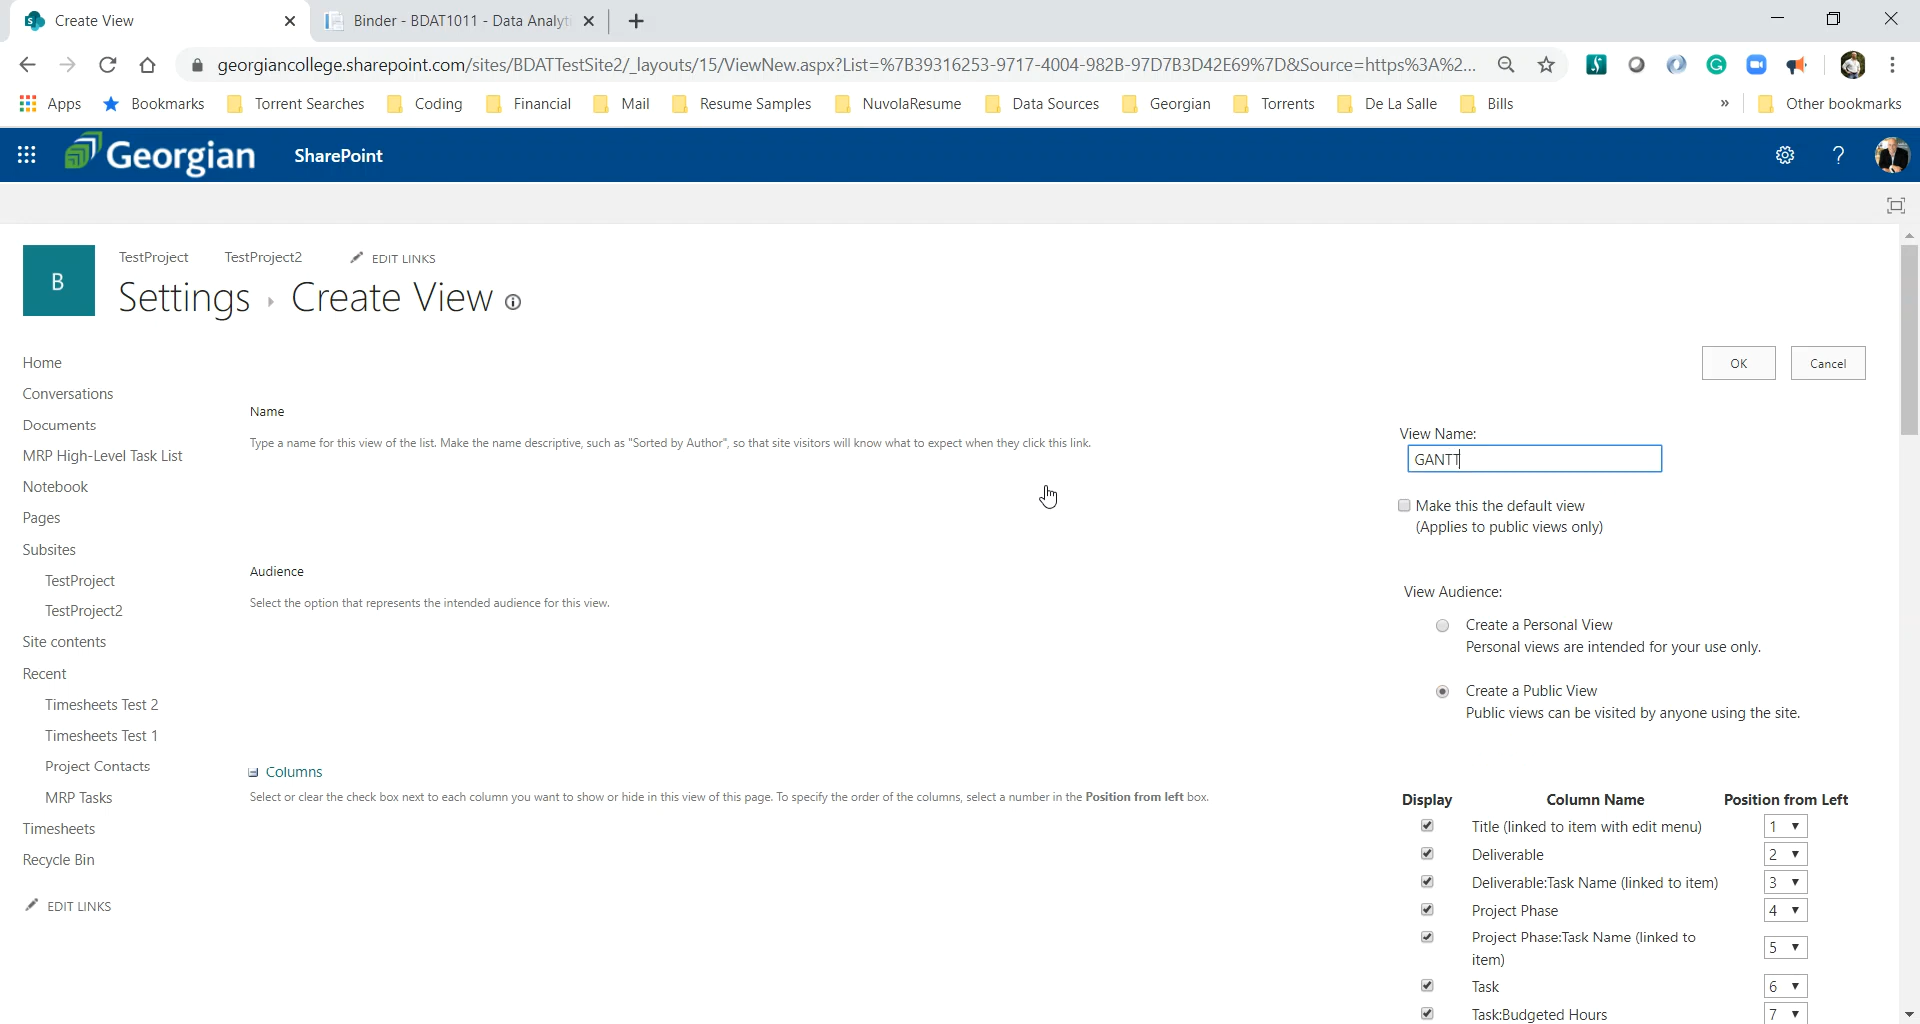 Create View
Binder - BDAT1011 - Data Analyt
georgiancollege.sharepoint.com/sites/BDATTestSite2/_layouts/15/ViewNew.aspx?List=%7B39316253-9717-4004-982B-97D7B3D42E69%7D&Source=https%3A%2...
Apps
Bookmarks
Torrent Searches
Coding
Financial
Mail
Resume Samples
NuvolaResume
Data Sources
Georgian
Torrents
De La Salle
Bills
»
Other bookmarks
Georgian
SharePoint
?
B
TestProject
TestProject2
EDIT LINKS
Settings
Create View
Home
Conversations
Documents
MRP High-Level Task List
Notebook
Pages
Subsites
TestProject
TestProject2
Site contents
Recent
Timesheets Test 2
Timesheets Test 1
Project Contacts
MRP Tasks
Timesheets
Recycle Bin
EDIT LINKS
OK
Cancel
Name
Type a name for this view of the list. Make the name descriptive, such as "Sorted by Author", so that site visitors will know what to expect when they click this link.
View Name:
GANTT
Make this the default view
(Applies to public views only)
Audience
Select the option that represents the intended audience for this view.
View Audience:
Create a Personal View
Personal views are intended for your use only.
Create a Public View
Public views can be visited by anyone using the site.
Columns
Select or clear the check box next to each column you want to show or hide in this view of this page. To specify the order of the columns, select a number in the Position from left box.
Display Column Name Position from Left
Title (linked to item with edit menu) 1
Deliverable 2
Deliverable:Task Name (linked to item) 3
Project Phase 4
Project Phase:Task Name (linked to
item) 5
Task 6
Task:Budgeted Hours 7